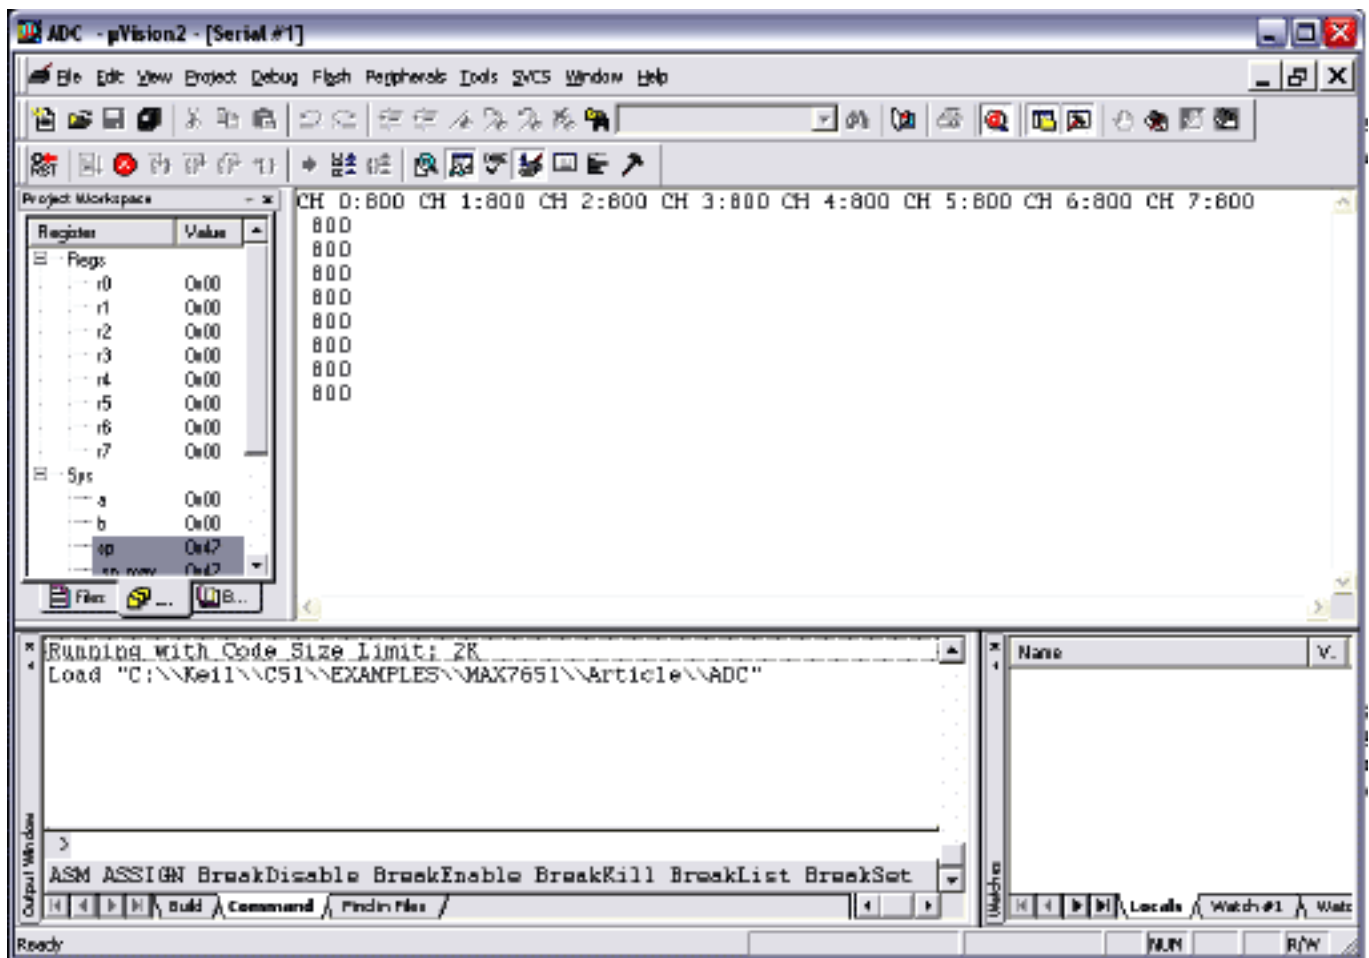 ADC - µVision2 - [Serial #1]
File Edit View Project Debug Flash Peripherals Tools SVCS Window Help
RST
Project Workspace
Register Value
Regs
r0 0x00
r1 0x00
r2 0x00
r3 0x00
r4 0x00
r5 0x00
r6 0x00
r7 0x00
Sys
a 0x00
b 0x00
sp 0x47
sp_max 0x47
Files ... B...
CH 0:800 CH 1:800 CH 2:800 CH 3:800 CH 4:800 CH 5:800 CH 6:800 CH 7:800
800
800
800
800
800
800
800
800
Running with Code Size Limit: 2K
Load "C:\\Keil\\C51\\EXAMPLES\\MAX7651\\Article\\ADC"
>
ASM ASSIGN BreakDisable BreakEnable BreakKill BreakList BreakSet
Build Command Find in Files
Output Window
Name V..
Locals Watch #1 Watc
Watches
Ready NUM R/W